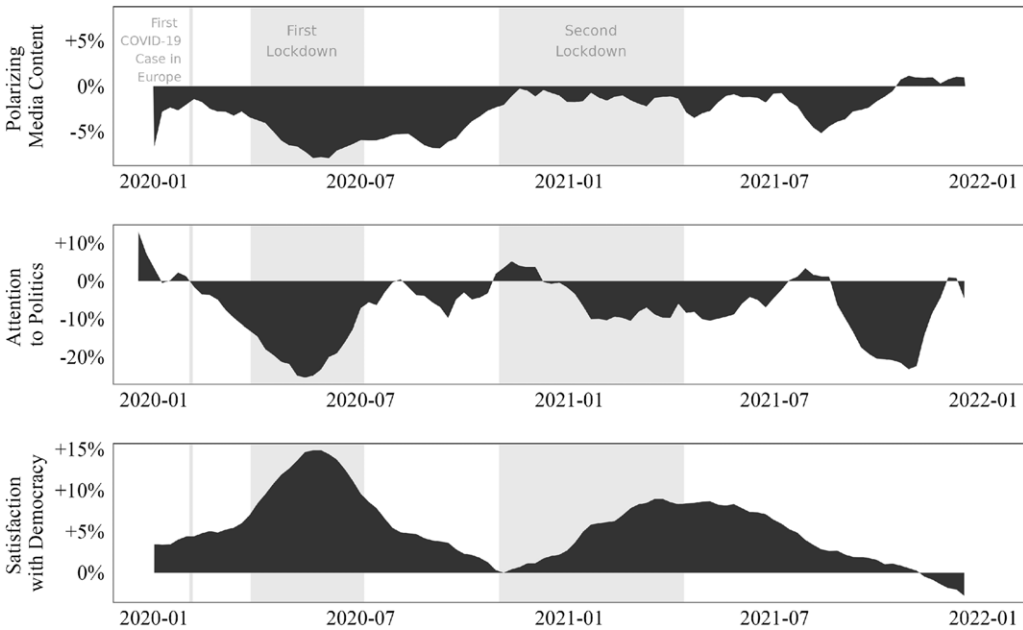 Polarizing
Media Content
+5%
0%
-5%
First
COVID-19
Case in
Europe
First
Lockdown
Second
Lockdown
2020-01 2020-07 2021-01 2021-07 2022-01
Attention
to Politics
+10%
0%
-10%
-20%
2020-01 2020-07 2021-01 2021-07 2022-01
Satisfaction
with Democracy
+15%
+10%
+5%
0%
2020-01 2020-07 2021-01 2021-07 2022-01